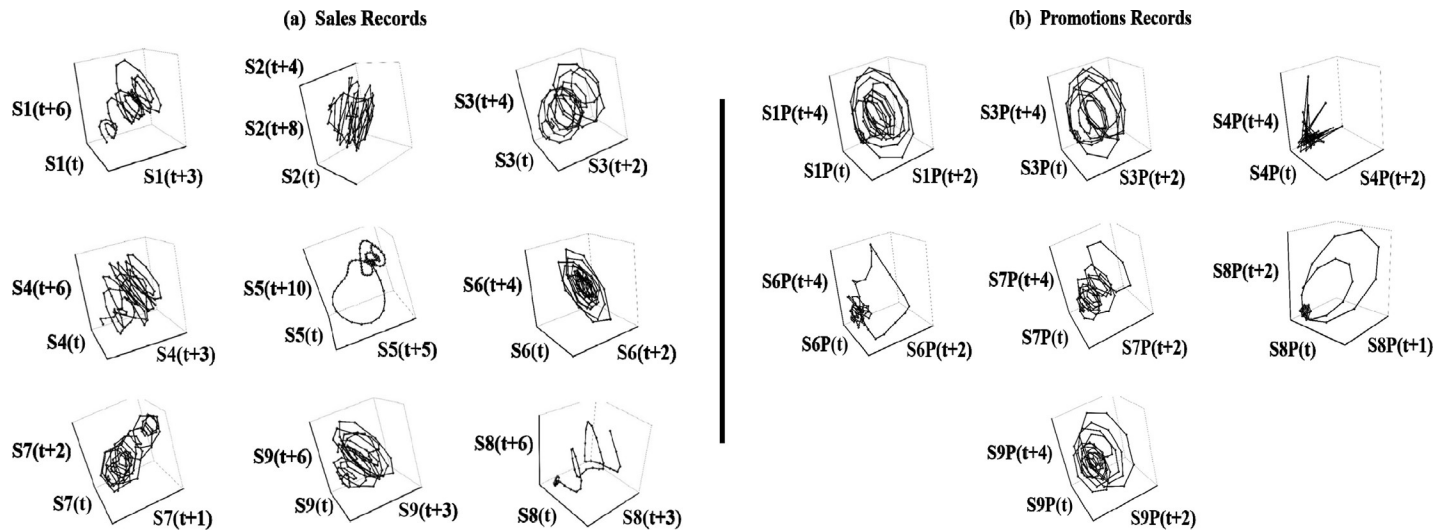 (a) Sales Records
(b) Promotions Records
S1(t+6)
S1(t)
S1(t+3)
S2(t+4)
S2(t+8)
S2(t)
S3(t+4)
S3(t)
S3(t+2)
S1P(t+4)
S1P(t)
S1P(t+2)
S3P(t+4)
S3P(t)
S3P(t+2)
S4P(t+4)
S4P(t)
S4P(t+2)
S4(t+6)
S4(t)
S4(t+3)
S5(t+10)
S5(t)
S5(t+5)
S6(t+4)
S6(t)
S6(t+2)
S6P(t+4)
S6P(t)
S6P(t+2)
S7P(t+4)
S7P(t)
S7P(t+2)
S8P(t+2)
S8P(t)
S8P(t+1)
S7(t+2)
S7(t)
S7(t+1)
S9(t+6)
S9(t)
S9(t+3)
S8(t+6)
S8(t)
S8(t+3)
S9P(t+4)
S9P(t)
S9P(t+2)